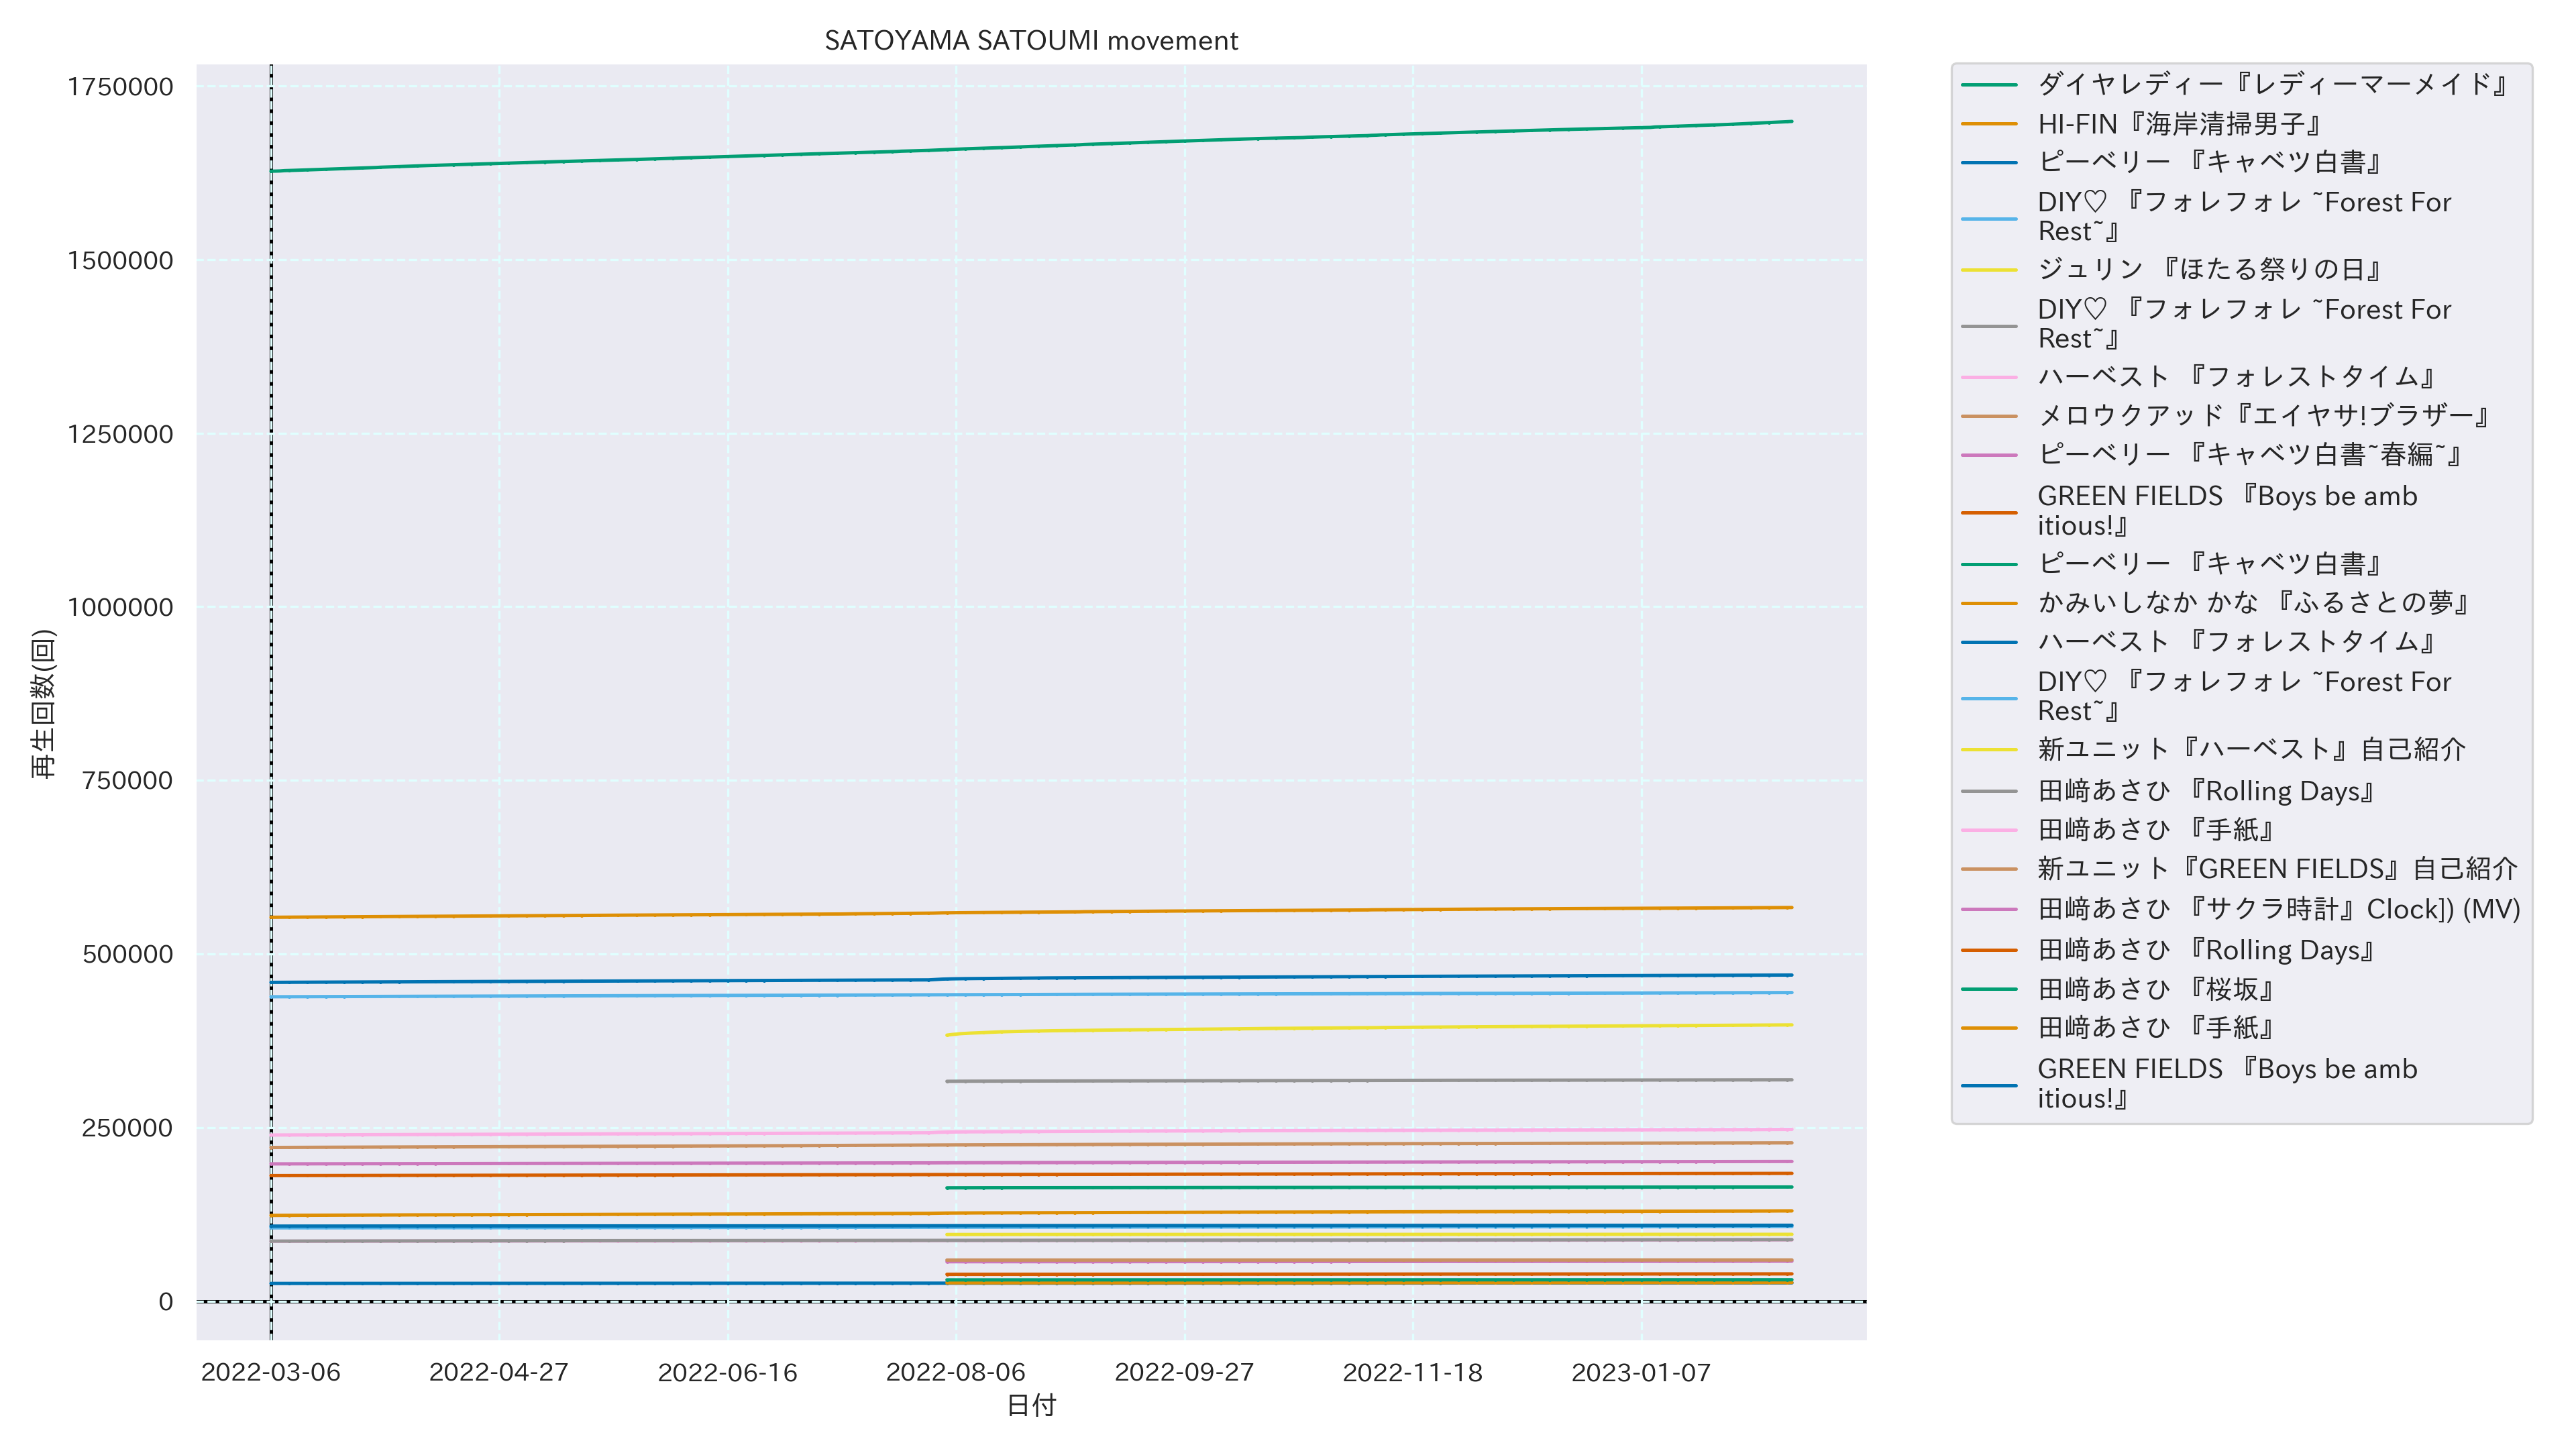 SATOYAMA SATOUMI movement
1750000
1500000
1250000
1000000
750000
500000
250000
0
再生回数(回)
2022-03-06
2022-04-27
2022-06-16
2022-08-06
2022-09-27
2022-11-18
2023-01-07
日付
ダイヤレディー『レディーマーメイド』
HI-FIN『海岸清掃男子』
ピーベリー 『キャベツ白書』
DIY♡ 『フォレフォレ ~Forest For
Rest~』
ジュリン 『ほたる祭りの日』
DIY♡ 『フォレフォレ ~Forest For
Rest~』
ハーベスト 『フォレストタイム』
メロウクアッド『エイヤサ!ブラザー』
ピーベリー 『キャベツ白書~春編~』
GREEN FIELDS 『Boys be amb
itious!』
ピーベリー 『キャベツ白書』
かみいしなか かな 『ふるさとの夢』
ハーベスト 『フォレストタイム』
DIY♡ 『フォレフォレ ~Forest For
Rest~』
新ユニット『ハーベスト』自己紹介
田﨑あさひ 『Rolling Days』
田﨑あさひ 『手紙』
新ユニット『GREEN FIELDS』自己紹介
田﨑あさひ 『サクラ時計』Clock]) (MV)
田﨑あさひ 『Rolling Days』
田﨑あさひ 『桜坂』
田﨑あさひ 『手紙』
GREEN FIELDS 『Boys be amb
itious!』